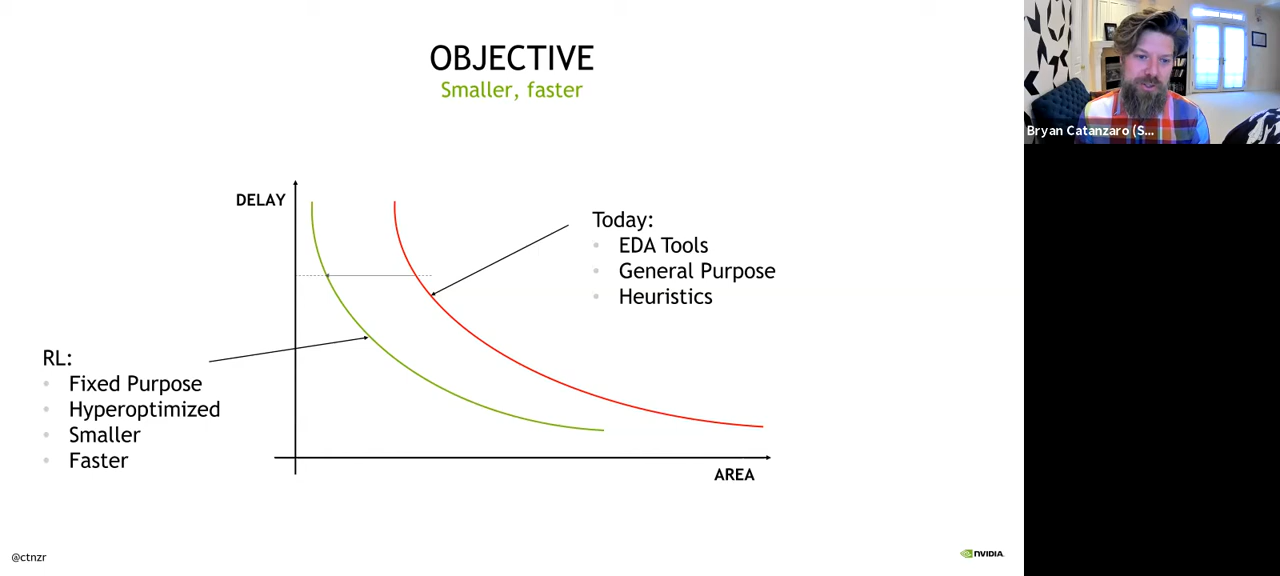 OBJECTIVE
Smaller, faster
Bryan Catanzaro (S...
DELAY
Today:
• EDA Tools
• General Purpose
• Heuristics
RL:
• Fixed Purpose
• Hyperoptimized
• Smaller
• Faster
AREA
@ctnzr
NVIDIA